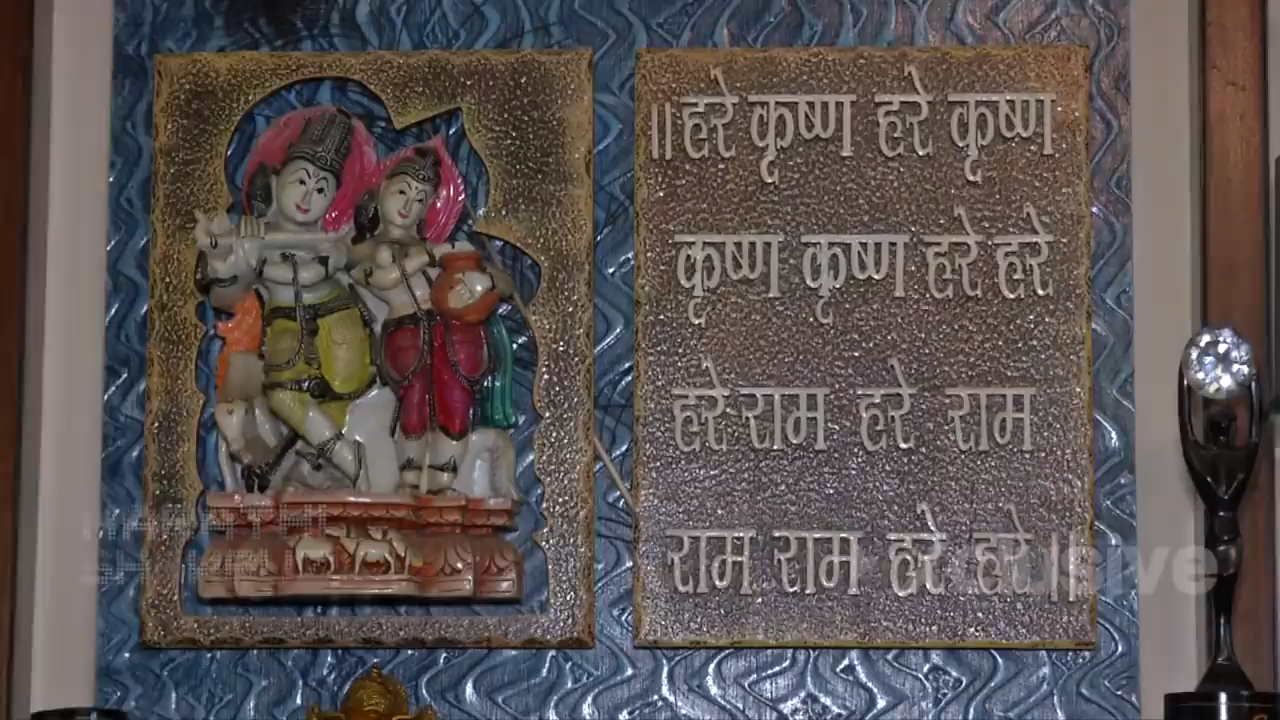 ॥हरे कृष्ण हरे कृष्ण
कृष्ण कृष्ण हरे हरे
हरे राम हरे राम
राम राम हरे हरे॥